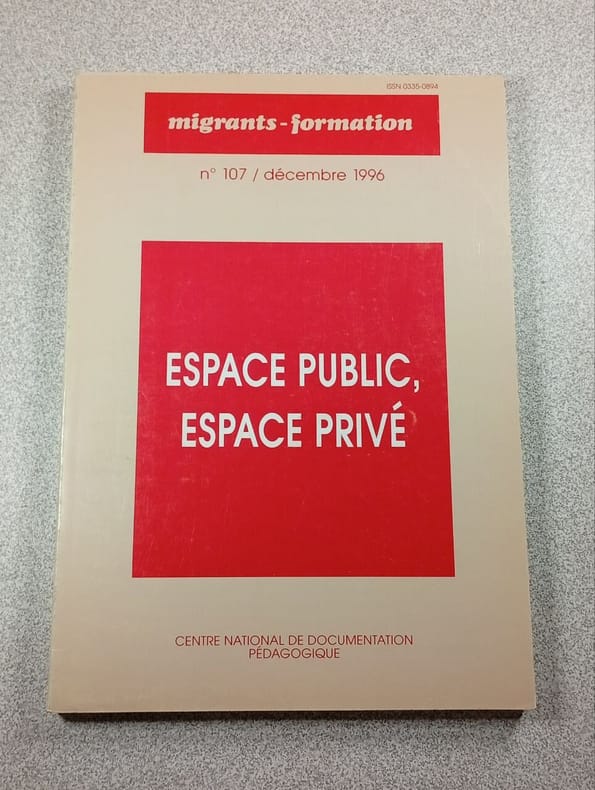 ISSN 0335-0894
migrants-formation
n° 107 / décembre 1996
ESPACE PUBLIC,
ESPACE PRIVÉ
CENTRE NATIONAL DE DOCUMENTATION
PÉDAGOGIQUE